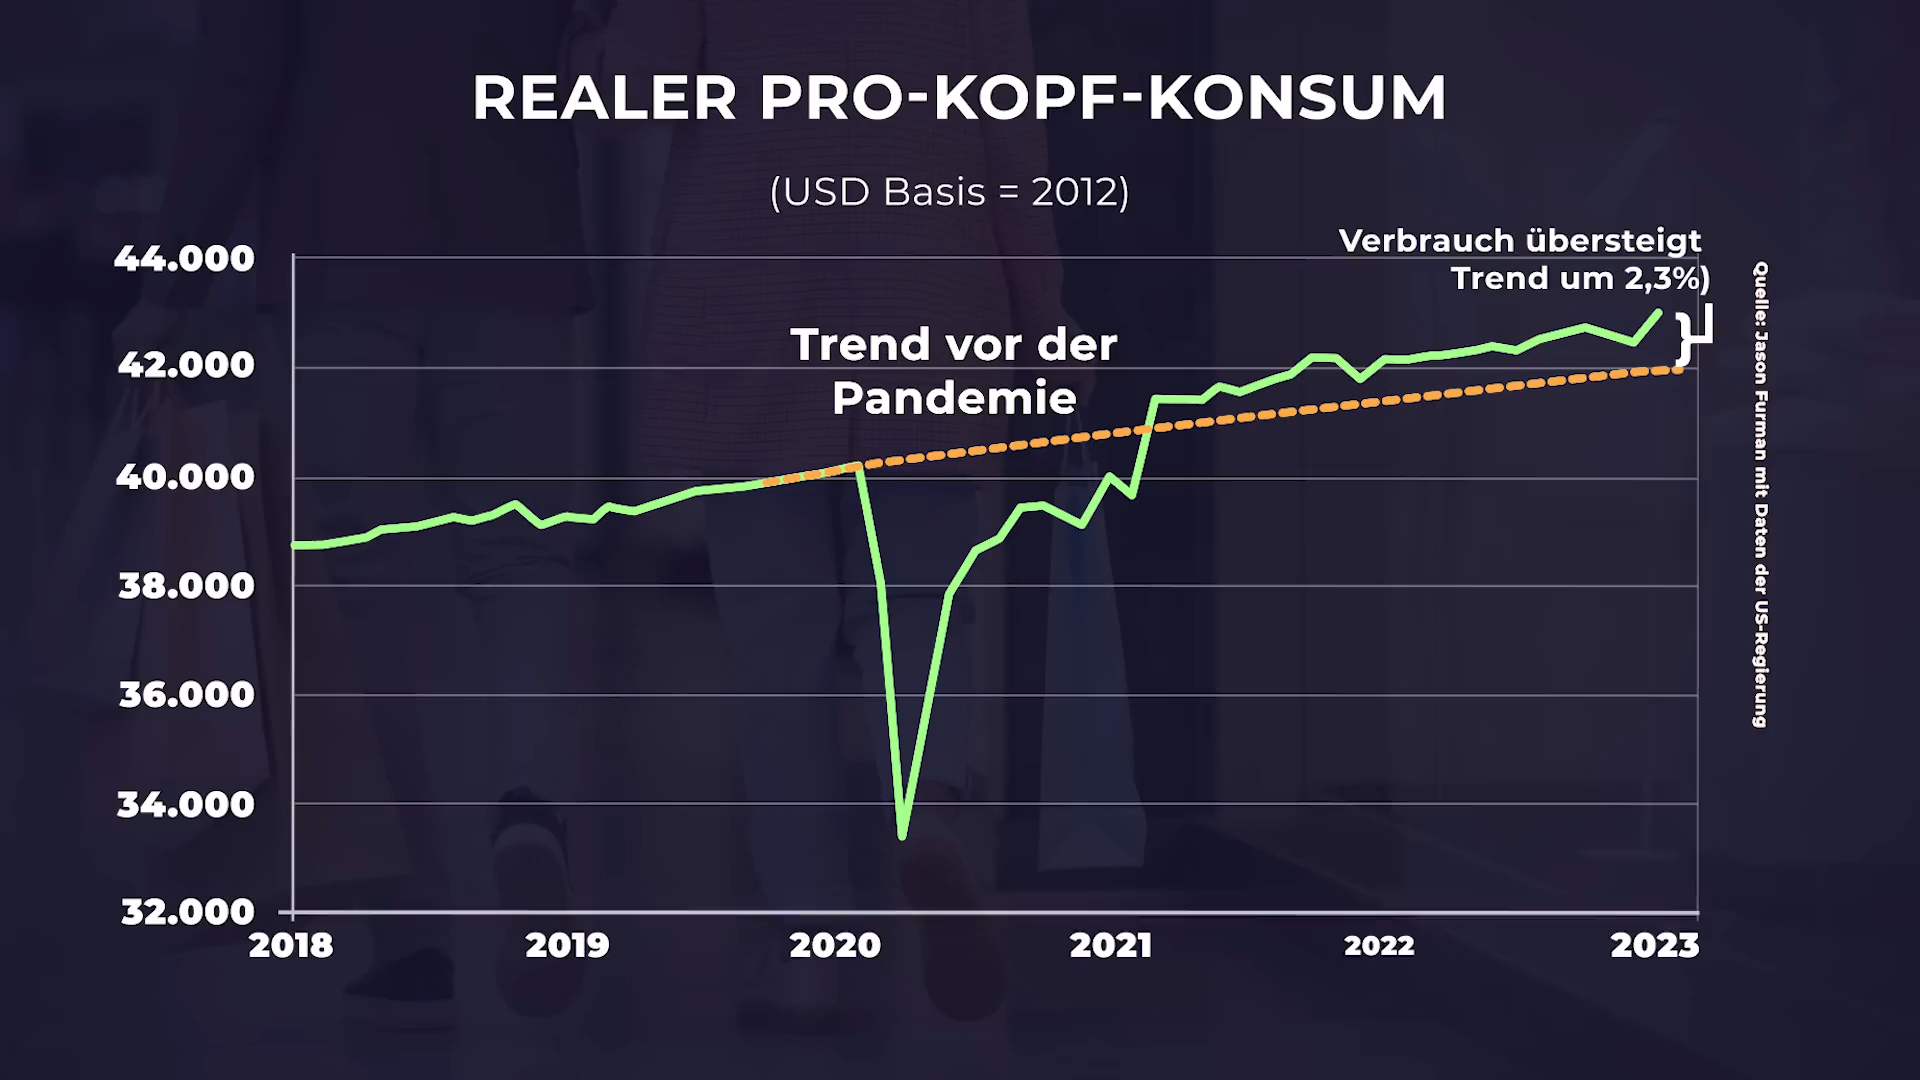 REALER PRO-KOPF-KONSUM
(USD Basis = 2012)
Verbrauch übersteigt
Trend um 2,3%)
Trend vor der
Pandemie
44.000
42.000
40.000
38.000
36.000
34.000
32.000
2018 2019 2020 2021 2022 2023
Quelle: Jason Furman mit Daten der US-Regierung